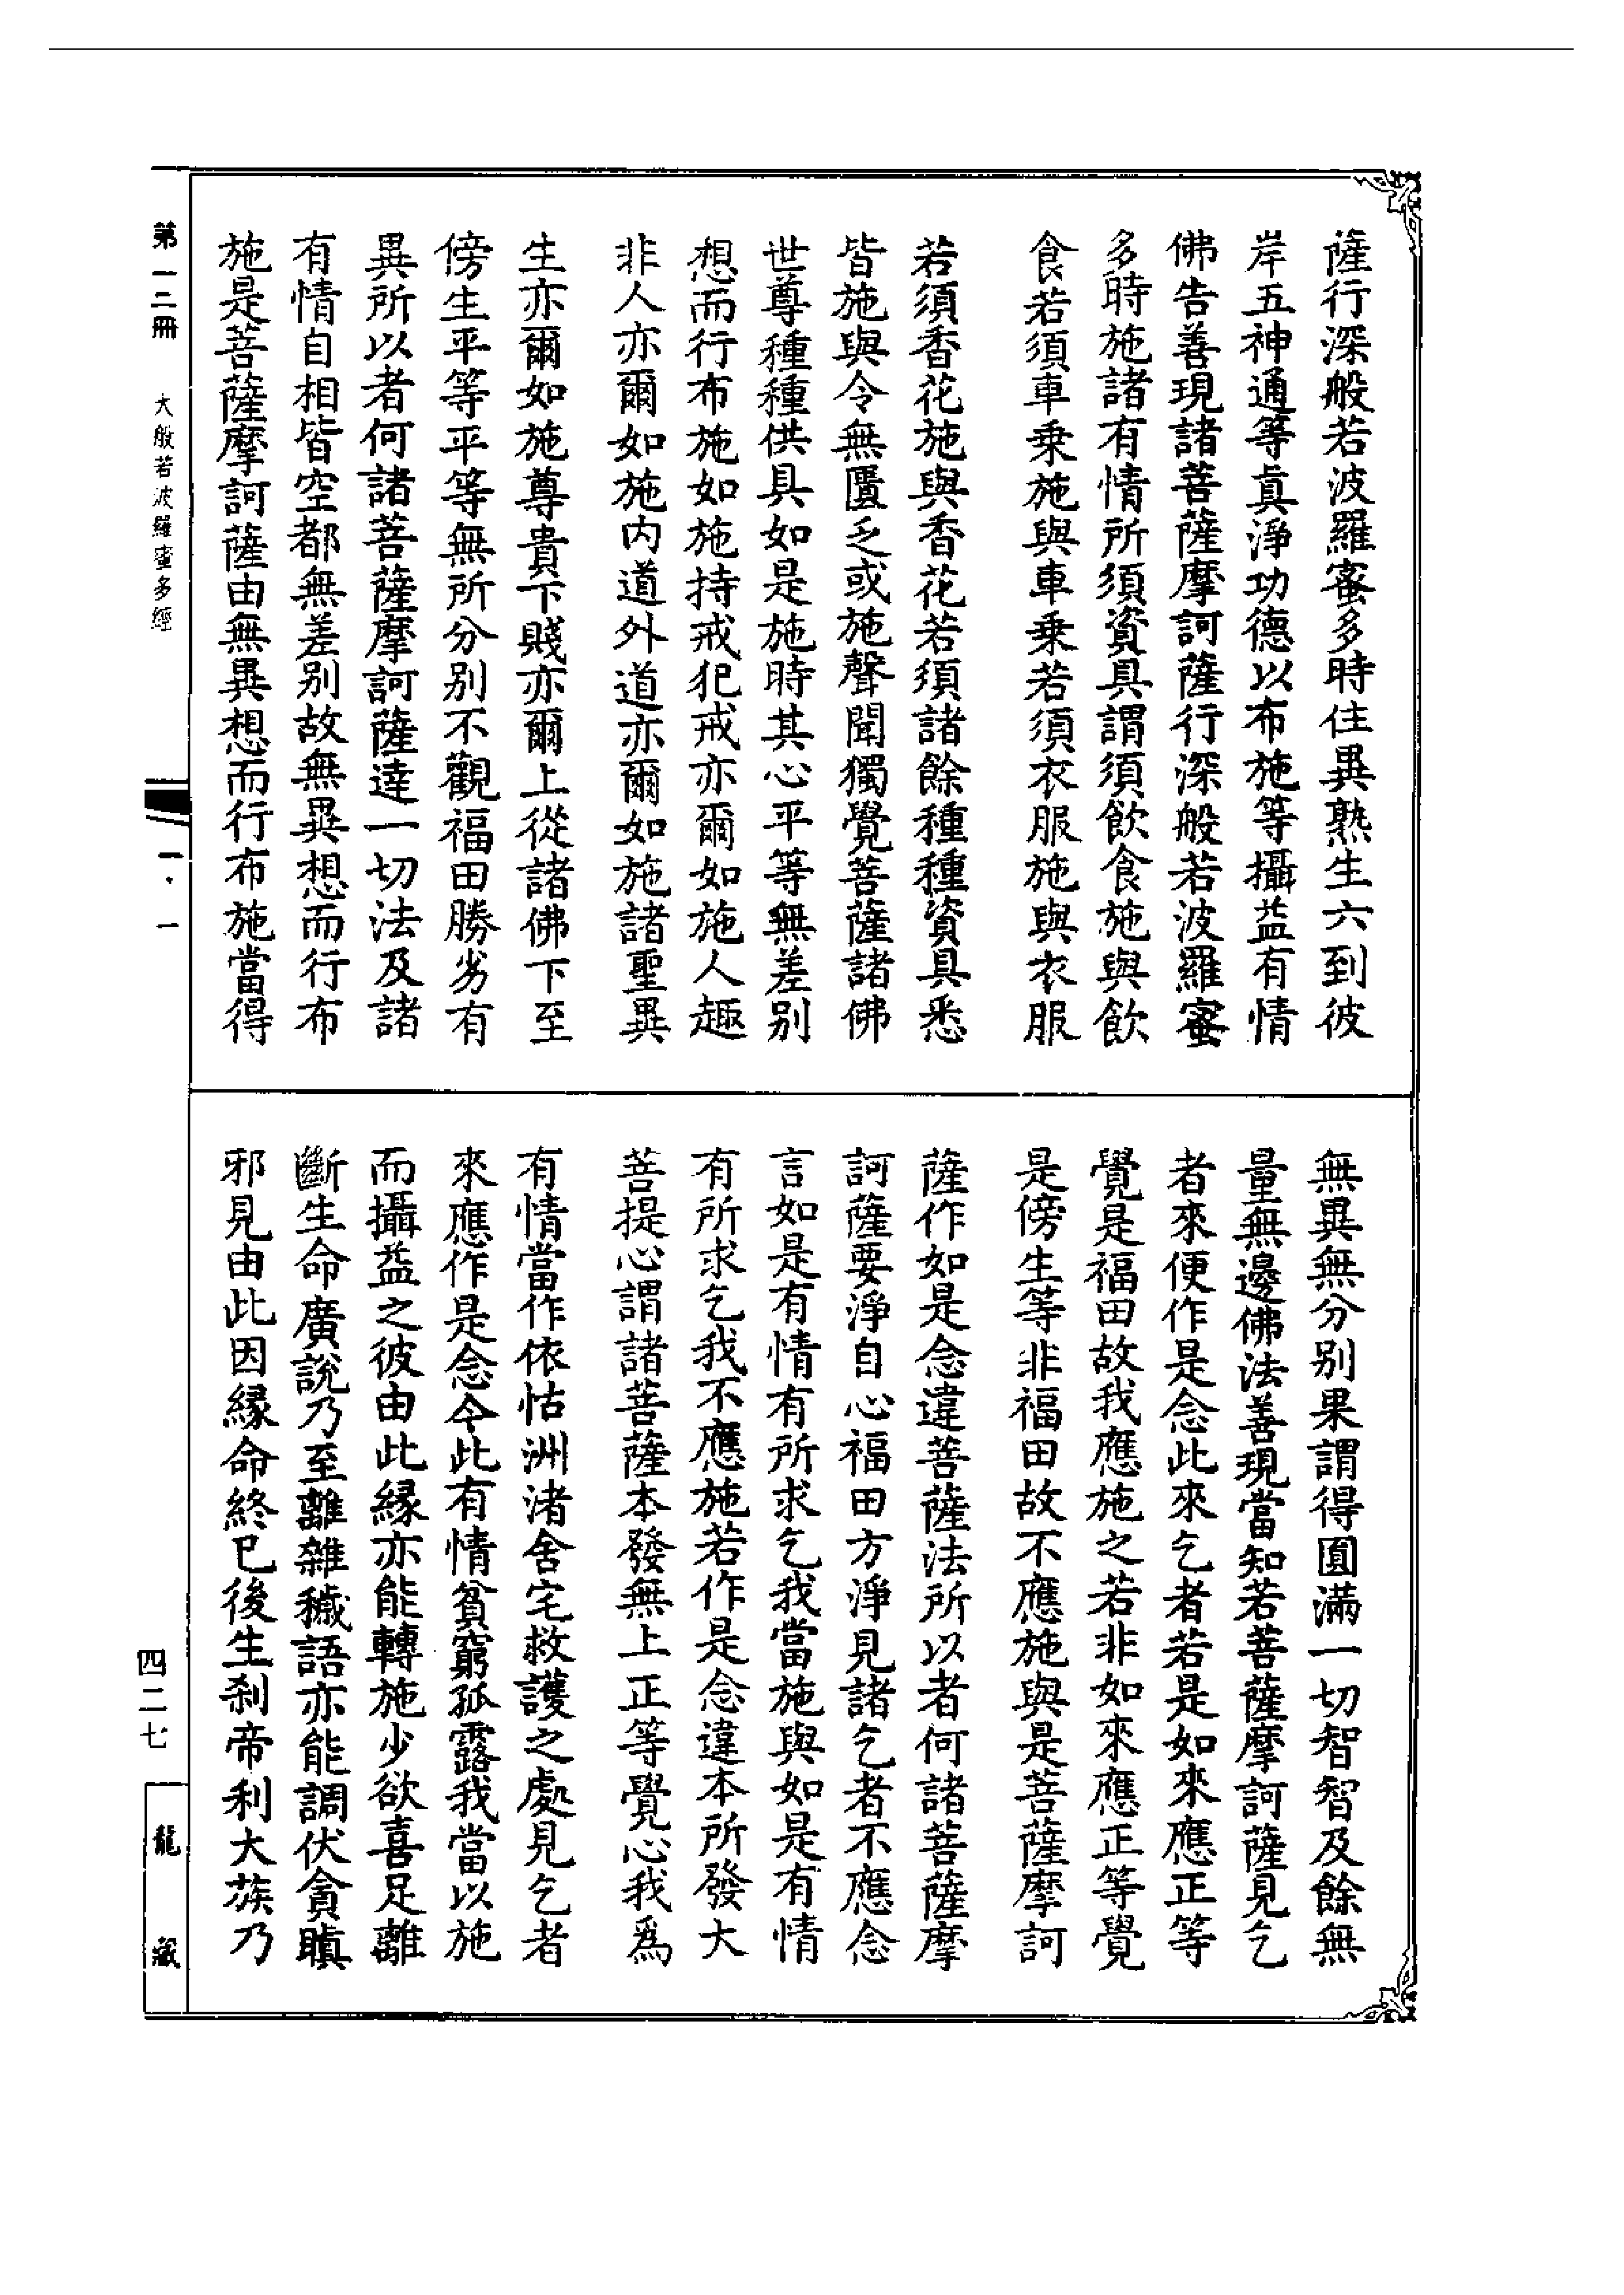 薩行深般若波羅蜜多時住異熟生六到彼
岸五神通等真淨功德以布施等攝益有情
佛告善現諸菩薩摩訶薩行深般若波羅蜜
多時施諸有情所須資具謂須飲食施與飲
食若須車乗施與車乗若須衣服施與衣服
若須香花施與香花若須諸餘種種資具悉
皆施與令無匱乏或施聲聞獨覺菩薩諸佛
世尊種種供具如是施時其心平等無差别
想而行布施如施持戒犯戒亦爾如施人趣
非人亦爾如施内道外道亦爾如施諸聖異
生亦爾如施尊貴下賤亦爾上從諸佛下至
傍生平等平等無所分别不觀福田勝劣有
異所以者何諸菩薩摩訶薩達一切法及諸
有情自相皆空都無差别故無異想而行布
施是菩薩摩訶薩由無異想而行布施當得
無異無分别果謂得圓滿一切智智及餘無
量無邊佛法善現當知若菩薩摩訶薩見乞
者來便作是念此來乞者若是如來應正等
覺是福田故我應施之若非如來應正等覺
是傍生等非福田故不應施與是菩薩摩訶
薩作如是念違菩薩法所以者何諸菩薩摩
訶薩要淨自心福田方淨見諸乞者不應念
言如是有情有所求乞我當施與如是有情
有所求乞我不應施若作是念違本所發大
菩提心謂諸菩薩本發無上正等覺心我為
有情當作依怙洲渚舍宅救護之處見乞者
來應作是念今此有情貧窮孤露我當以施
而攝益之彼由此縁亦能轉施少欲喜足離
斷生命廣說乃至離雜穢語亦能調伏貪瞋
邪見由此因縁命終已後生剎帝利大族乃
第一三冊
大般若波羅蜜多經
一·一
四二七
龍藏